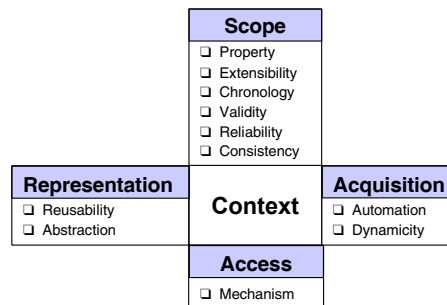 Scope
❑ Property
❑ Extensibility
❑ Chronology
❑ Validity
❑ Reliability
❑ Consistency
Representation
❑ Reusability
❑ Abstraction
Context
Acquisition
❑ Automation
❑ Dynamicity
Access
❑ Mechanism